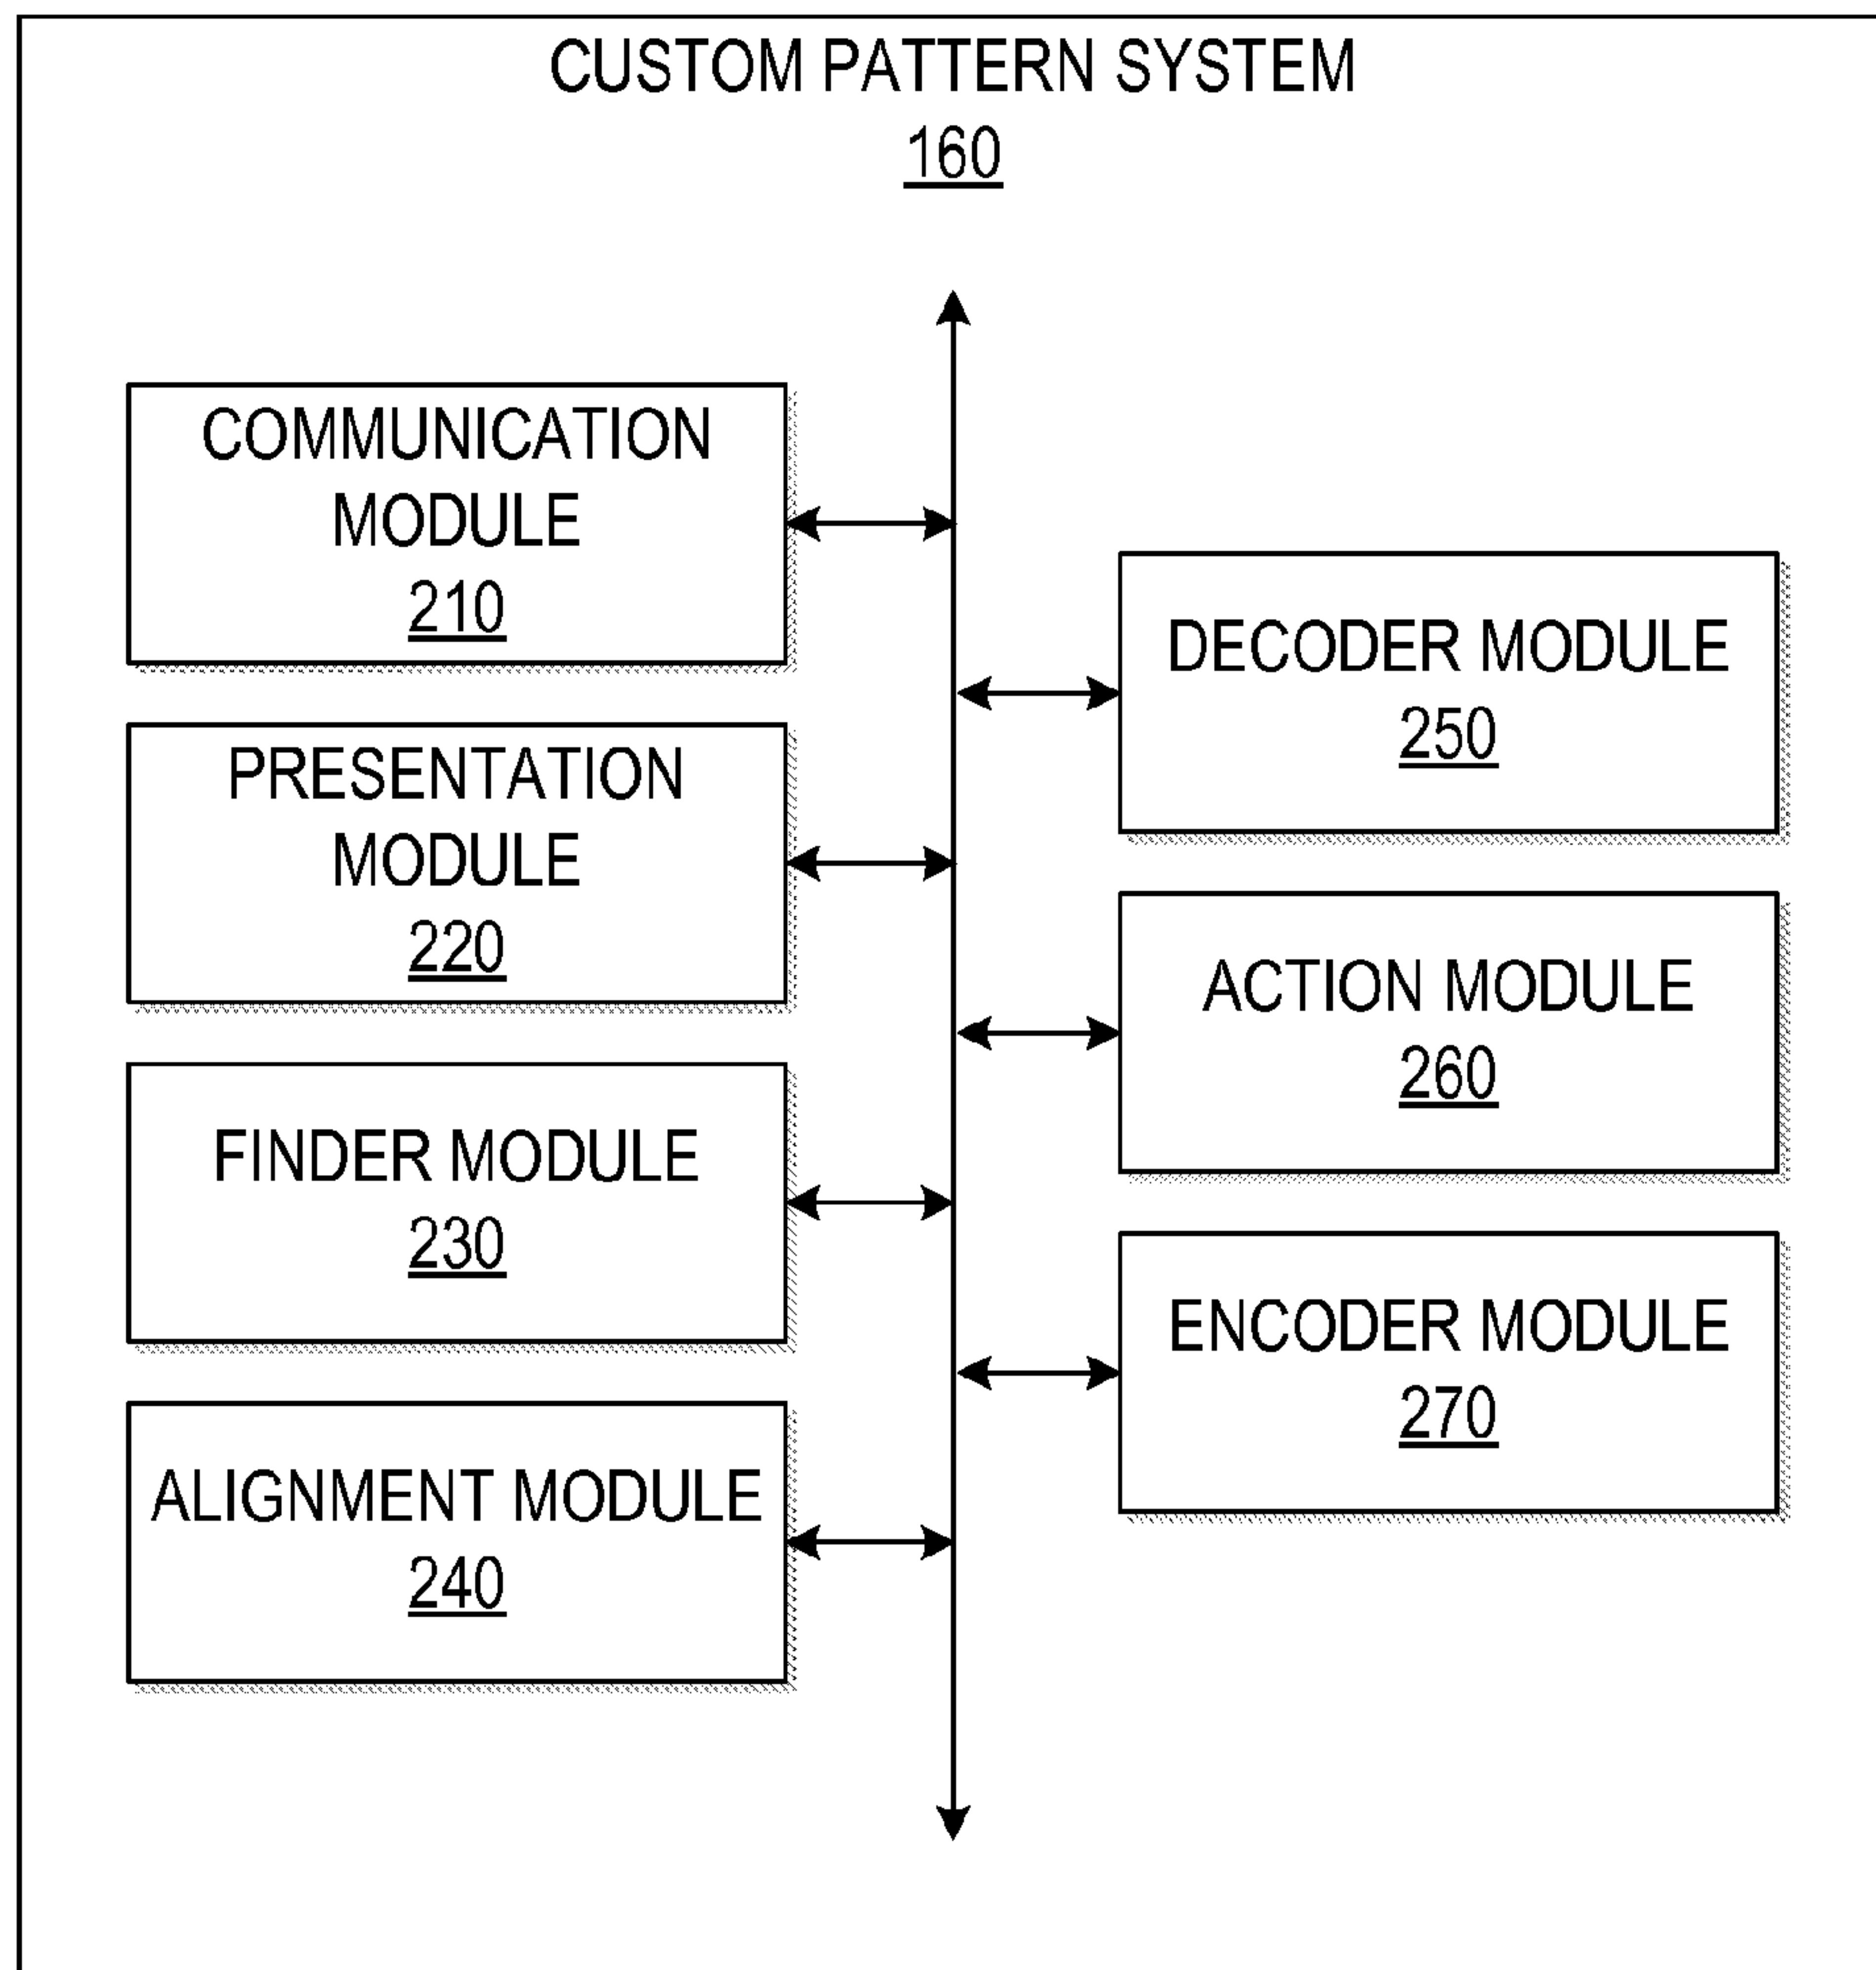 CUSTOM PATTERN SYSTEM
160
COMMUNICATION
MODULE
210
PRESENTATION
MODULE
220
FINDER MODULE
230
ALIGNMENT MODULE
240
DECODER MODULE
250
ACTION MODULE
260
ENCODER MODULE
270